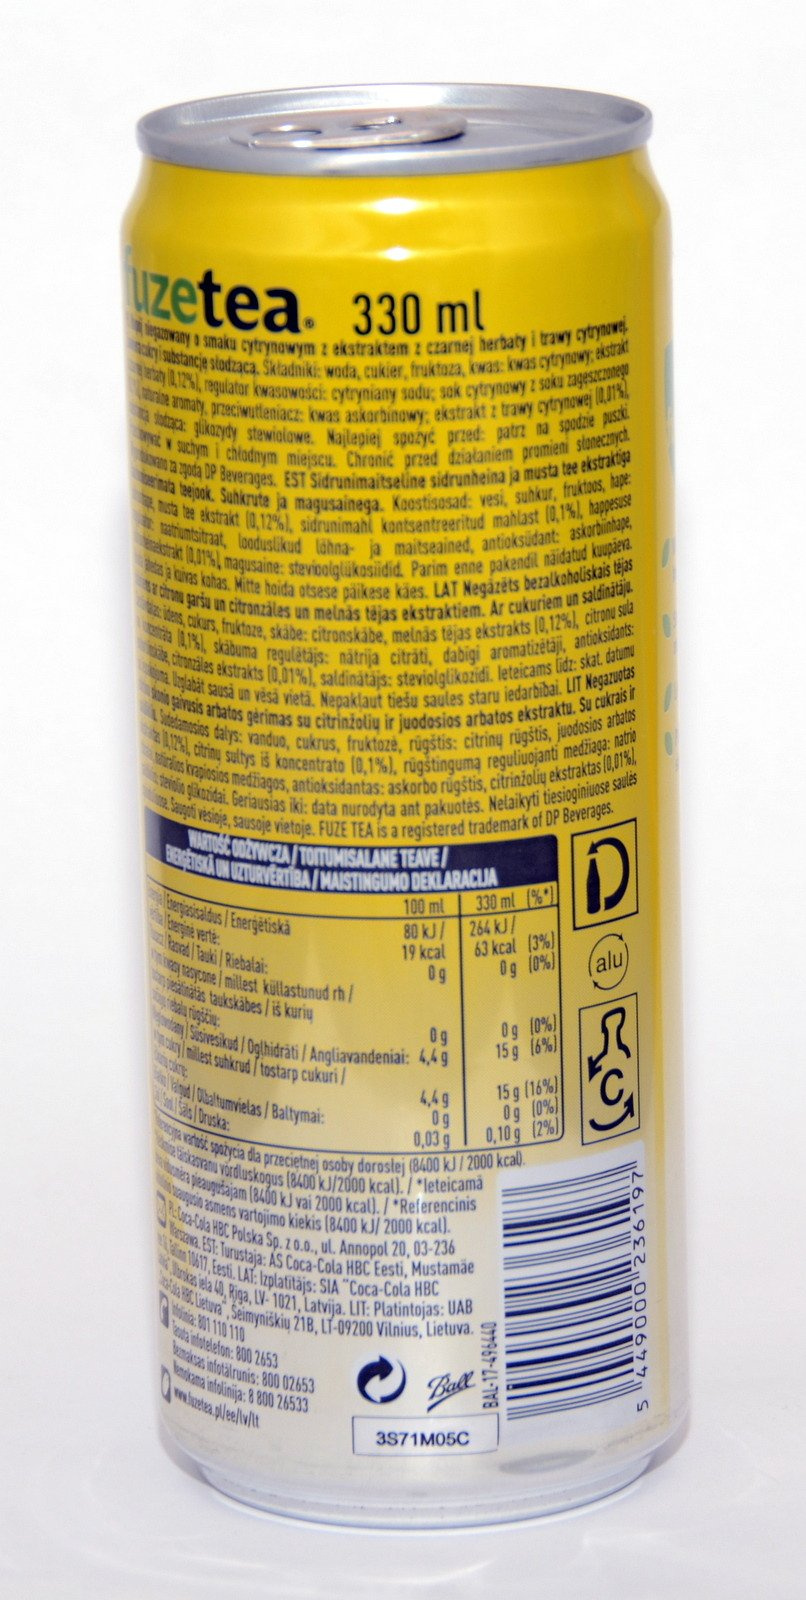 fuzetea® 330 ml
niegazowany o smaku cytrynowym z ekstraktem z czarnej herbaty i trawy cytrynowej.
cukry i substancje słodzącą. Składniki: woda, cukier, fruktoza, kwas: kwas cytrynowy; ekstrakt
herbaty (0,12%), regulator kwasowości: cytryniany sodu; sok cytrynowy z soku zagęszczonego
naturalne aromaty, przeciwutleniacz: kwas askorbinowy; ekstrakt z trawy cytrynowej (0,01%),
słodząca: glikozydy stewiolowe. Najlepiej spożyć przed: patrz na spodzie puszki.
w suchym i chłodnym miejscu. Chronić przed działaniem promieni słonecznych.
za zgodą DP Beverages. EST Sidrunimaitseline sidrunheina ja musta tee ekstraktiga
teejook. Suhkrute ja magusainega. Koostisosad: vesi, suhkur, fruktoos, hape:
musta tee ekstrakt (0,12%), sidrunimahl kontsentreeritud mahlast (0,1%), happesuse
naatriumtsitraat, looduslikud lõhna- ja maitseained, antioksüdant: askorbiinhape,
(0,01%), magusaine: stevioolglükosiidid. Parim enne pakendil näidatud kuupäeva.
jahedas ja kuivas kohas. Mitte hoida otsese päikese käes. LAT Negāzēts bezalkoholiskais tējas
ar citronu garšu un citronzāles un melnās tējas ekstraktiem. Ar cukuriem un saldinātāju.
ūdens, cukurs, fruktoze, skābe: citronskābe, melnās tējas ekstrakts (0,12%), citronu sula
(0,1%), skābuma regulētājs: nātrija citrāti, dabīgi aromatizētāji, antioksidants:
citronzāles ekstrakts (0,01%), saldinātājs: steviolglikozīdi. Ieteicams līdz: skat. datumu
Uzglabāt sausā un vēsā vietā. Nepakļaut tiešu saules staru iedarbībai. LIT Negazuotas
skonio gaivusis arbatos gėrimas su citrinžolių ir juodosios arbatos ekstraktu. Su cukrais ir
Sudedamosios dalys: vanduo, cukrus, fruktozė, rūgštis: citrinų rūgštis, juodosios arbatos
(0,12%), citrinų sultys iš koncentrato (0,1%), rūgštingumą reguliuojanti medžiaga: natrio
natūralios kvapiosios medžiagos, antioksidantas: askorbo rūgštis, citrinžolių ekstraktas (0,01%),
steviolio glikozidai. Geriausias iki: data nurodyta ant pakuotės. Nelaikyti tiesioginiuose saulės
Saugoti vėsioje, sausoje vietoje. FUZE TEA is a registered trademark of DP Beverages.
WARTOŚĆ ODŻYWCZA / TOITUMISALANE TEAVE /
ENERĢĒTISKĀ UN UZTURVĒRTĪBA / MAISTINGUMO DEKLARACIJA
100 ml 330 ml (%*)
Energiasisaldus / Enerģētiskā 80 kJ / 264 kJ /
Energinė vertė: 19 kcal 63 kcal (3%)
Rasvad / Tauki / Riebalai: 0 g 0 g (0%)
kwasy nasycone / millest küllastunud rh /
piesātinātās taukskābes / iš kurių
riebalų rūgščių: 0 g 0 g (0%)
Süsivesikud / Ogļhidrāti / Angliavandeniai: 4,4 g 15 g (6%)
cukry / millest suhkrud / tostarp cukuri /
cukrų: 4,4 g 15 g (16%)
Valgud / Olbaltumvielas / Baltymai: 0 g 0 g (0%)
Sool / Sāls / Druska: 0,03 g 0,10 g (2%)
wartość spożycia dla przeciętnej osoby dorosłej (8400 kJ / 2000 kcal).
täiskasvanu võrdluskogus (8400 kJ/2000 kcal). / *Ieteicamā
pieaugušajam (8400 kJ vai 2000 kcal). / *Referencinis
suaugusio asmens vartojimo kiekis (8400 kJ/ 2000 kcal).
PL: Coca-Cola HBC Polska Sp. z o.o., ul. Annopol 20, 03-236
Warszawa. EST: Turustaja: AS Coca-Cola HBC Eesti, Mustamäe
Tallinn 10617, Eesti. LAT: Izplatītājs: SIA "Coca-Cola HBC
Ulbrokas iela 40, Rīga, LV- 1021, Latvija. LIT: Platintojas: UAB
"Coca-Cola HBC Lietuva", Seimyniškių 21B, LT-09200 Vilnius, Lietuva.
Infolinia: 801 110 110
Tasuta infotelefon: 800 2653
Bezmaksas infotālrunis: 800 02653
Nemokama infolinija: 8 800 26533
www.fuzetea.pl/ee/lv/lt
alu
C
Ball
BAL-17-496440
3S71M05C
5 449000 236197